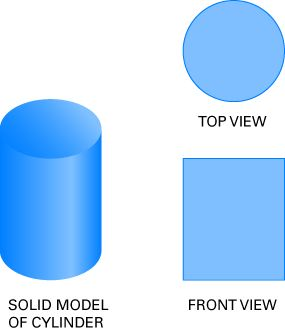 TOP VIEW
SOLID MODEL
OF CYLINDER
FRONT VIEW